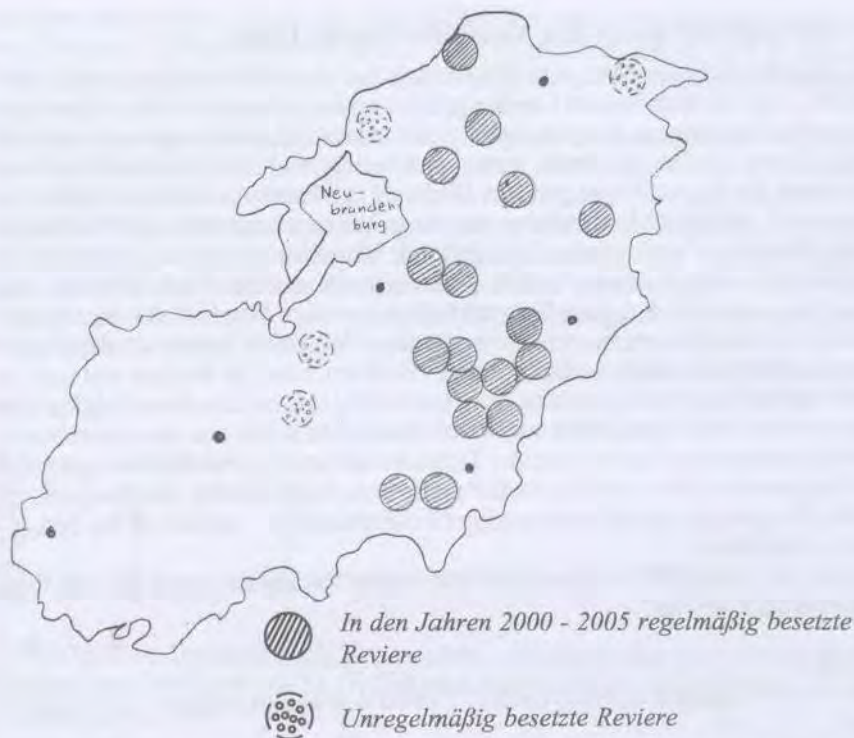 Neu-
branden
burg
In den Jahren 2000 - 2005 regelmäßig besetzte
Reviere
Unregelmäßig besetzte Reviere